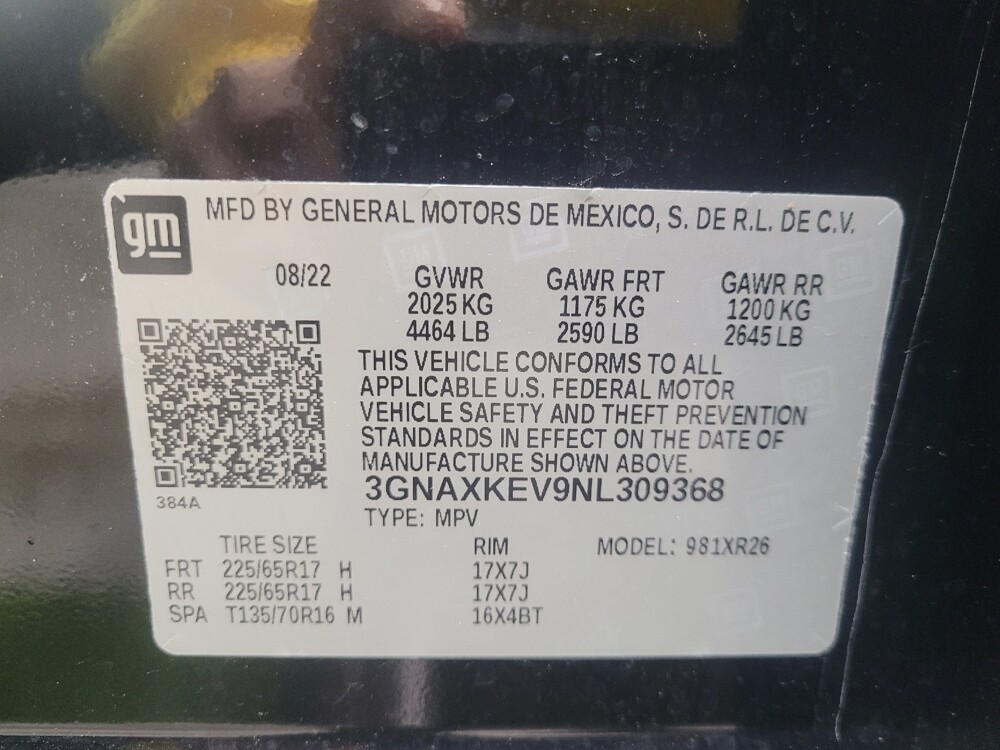 gm
MFD BY GENERAL MOTORS DE MEXICO, S. DE R.L. DE C.V.
08/22 GVWR GAWR FRT GAWR RR
2025 KG 1175 KG 1200 KG
4464 LB 2590 LB 2645 LB
THIS VEHICLE CONFORMS TO ALL
APPLICABLE U.S. FEDERAL MOTOR
VEHICLE SAFETY AND THEFT PREVENTION
STANDARDS IN EFFECT ON THE DATE OF
MANUFACTURE SHOWN ABOVE.
3GNAXKEV9NL309368
384A
TYPE: MPV
TIRE SIZE RIM MODEL: 981XR26
FRT 225/65R17 H 17X7J
RR 225/65R17 H 17X7J
SPA T135/70R16 M 16X4BT